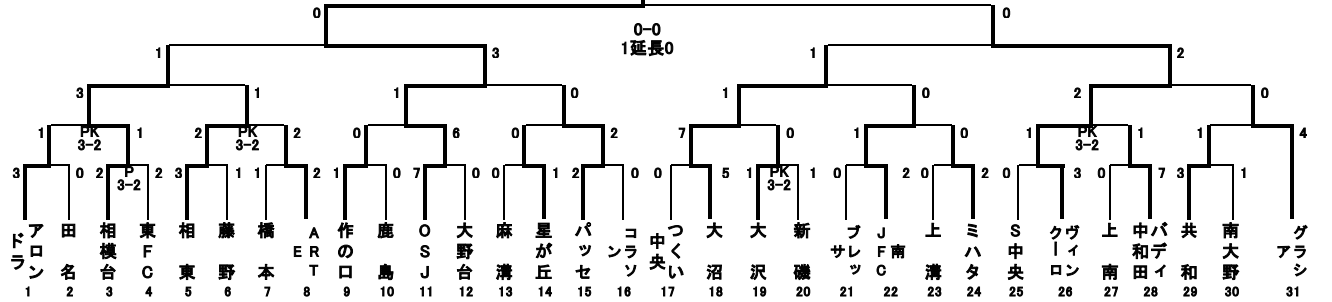 0 0
0-0
1延長0
1 3 1 2
3 1 1 0 1 0 2 0
1 PK 3-2 1 2 PK 3-2 2 0 6 0 2 7 0 1 0 1 PK 3-2 1 1 4
3 0 2 P 3-2 2 3 1 1 2 1 0 7 0 0 1 2 0 0 5 1 PK 3-2 1 0 2 0 2 0 3 0 7 3 1
ドラアロン
田名
相模台
東FC
相東
藤野
橋本
ARTE
作の口
鹿島
OSJ
大野台
麻溝
星が丘
パッセ
コラソン
つくい中央
大沼
大沢
新磯
ブレッサ
南JFC
上溝
ミハタ
S中央
ヴィンクーロ
上南
バディ中和田
共和
南大野
グラシア
1 2 3 4 5 6 7 8 9 10 11 12 13 14 15 16 17 18 19 20 21 22 23 24 25 26 27 28 29 30 31